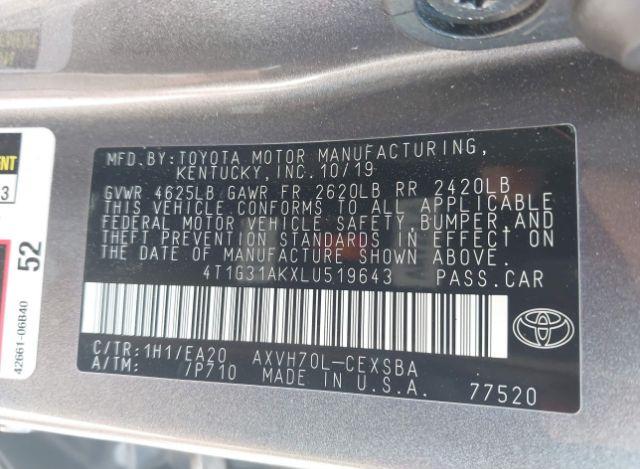 MFD.BY:TOYOTA MOTOR MANUFACTURING,
KENTUCKY,INC.10/19
GVWR 4625LB GAWR FR 2620LB RR 2420LB
THIS VEHICLE CONFORMS TO ALL APPLICABLE
FEDERAL MOTOR VEHICLE SAFETY,BUMPER,AND
THEFT PREVENTION STANDARDS IN EFFECT ON
THE DATE OF MANUFACTURE SHOWN ABOVE.
4T1G31AKXLU519643 PASS.CAR
C/TR:1H1/EA20 AXVH70L-CEXSBA
A/TM: /P710 MADE IN U.S.A. 77520
52
42661-06B40